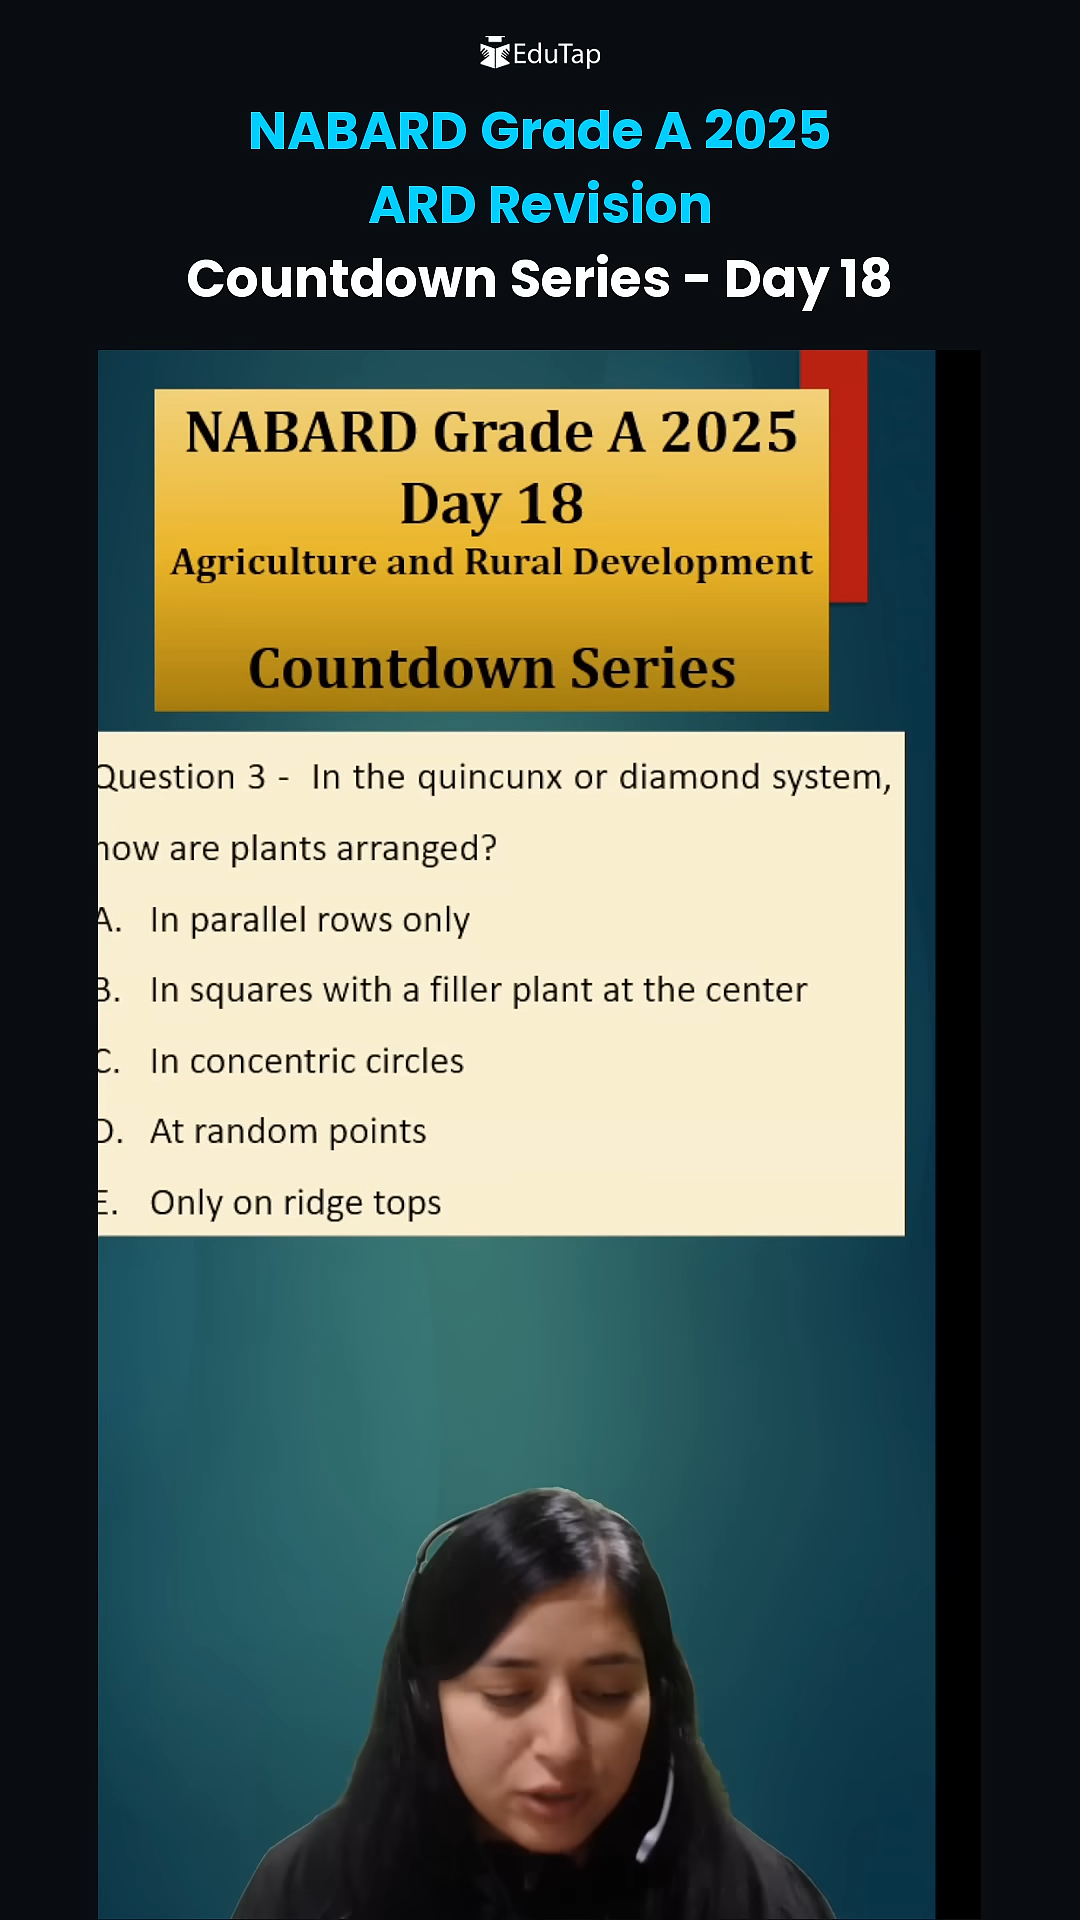 EduTap
NABARD Grade A 2025
ARD Revision
Countdown Series - Day 18
NABARD Grade A 2025
Day 18
Agriculture and Rural Development
Countdown Series
Question 3 - In the quincunx or diamond system,
how are plants arranged?
A. In parallel rows only
B. In squares with a filler plant at the center
C. In concentric circles
D. At random points
E. Only on ridge tops